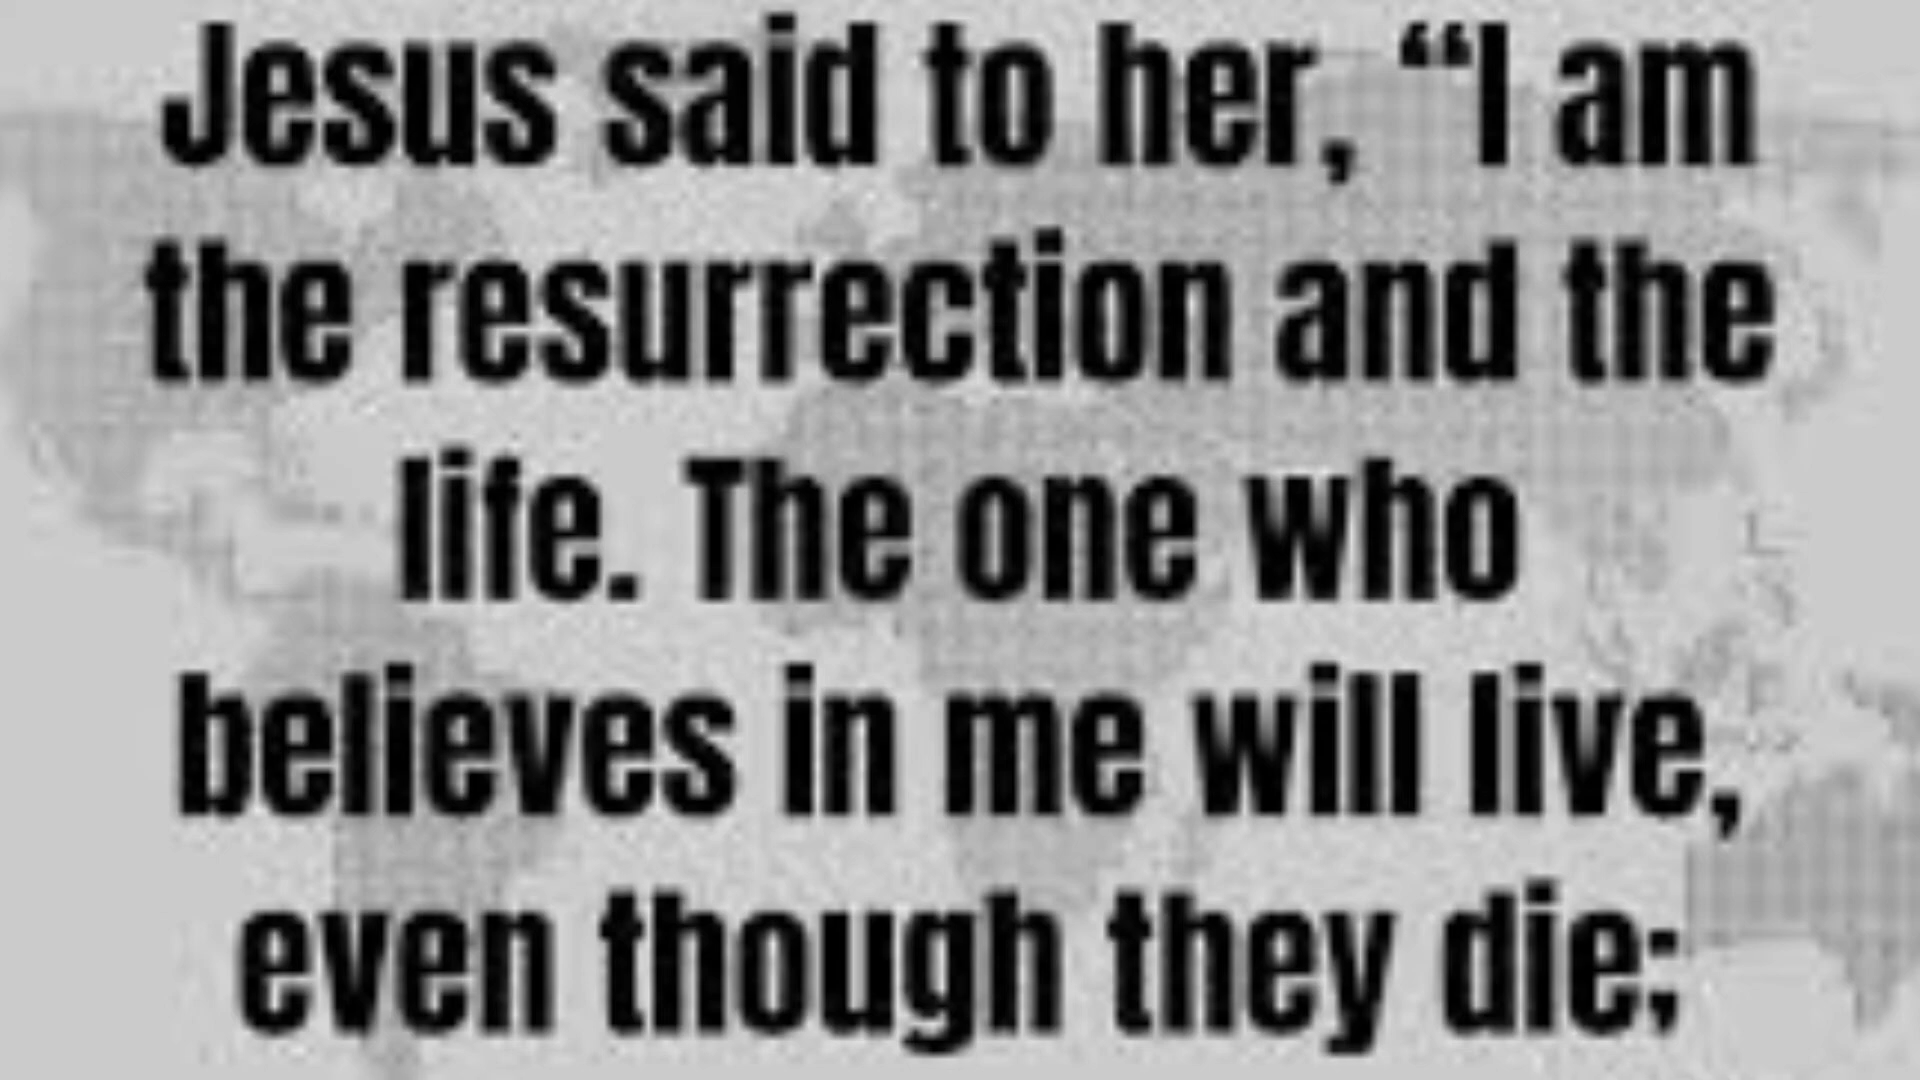 Jesus said to her, “I am
the resurrection and the
life. The one who
believes in me will live,
even though they die;